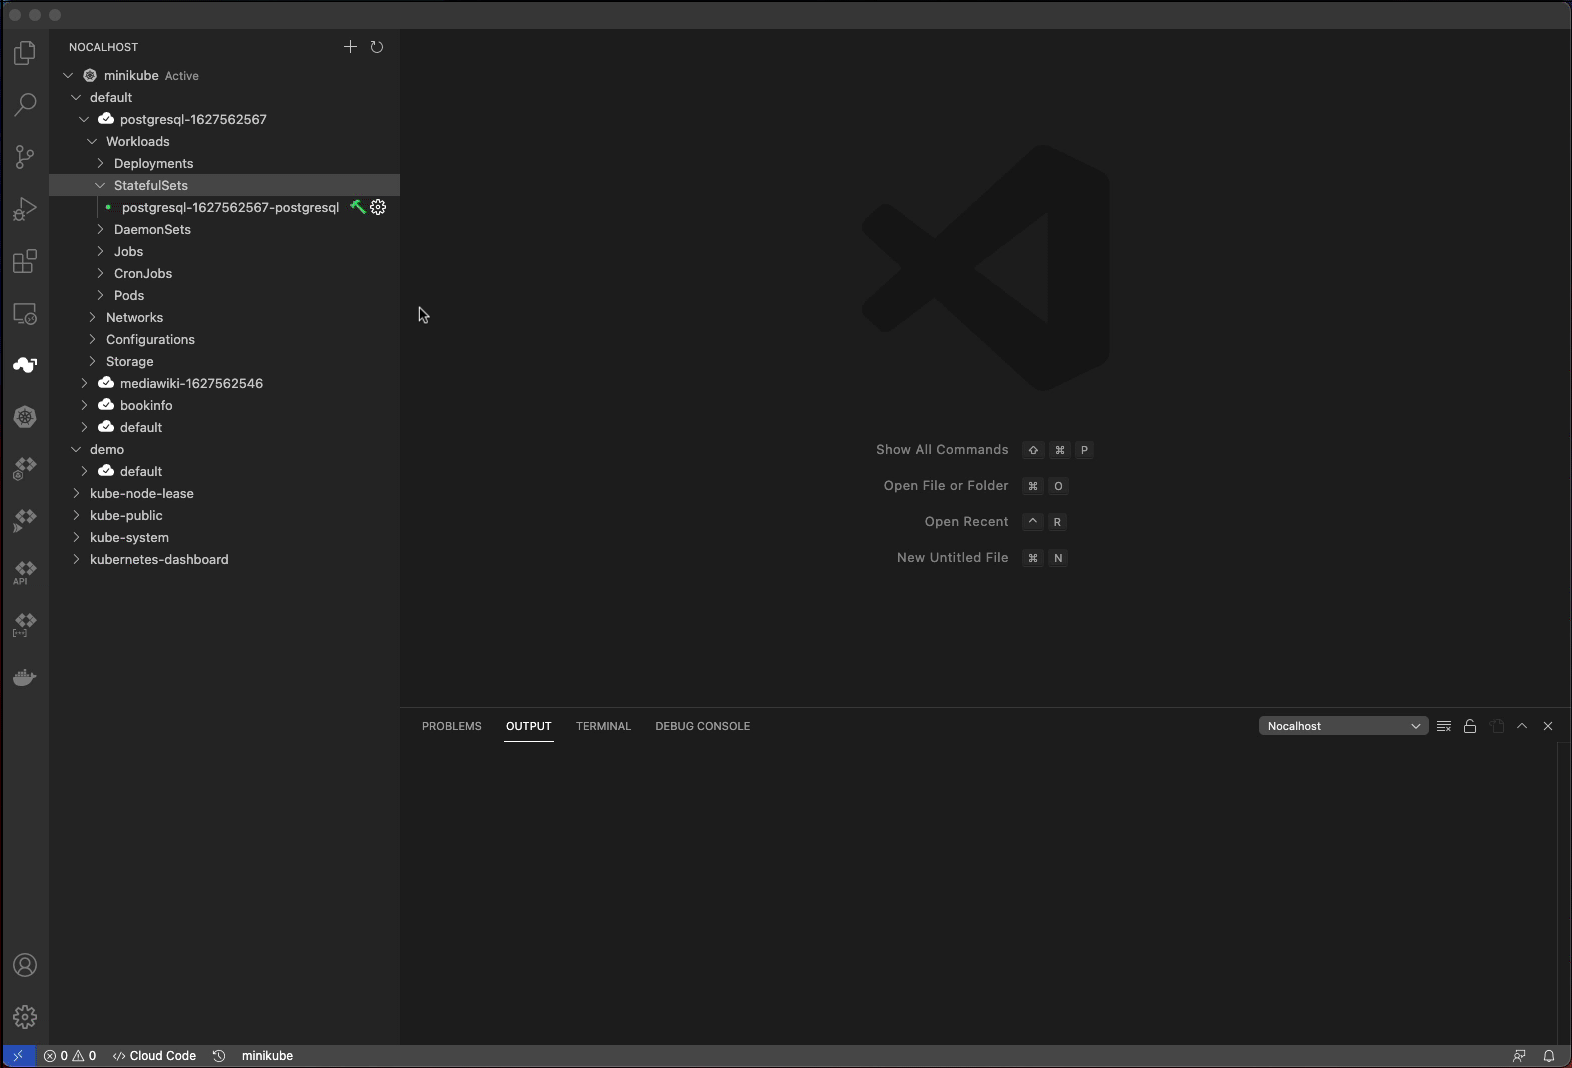 NOCALHOST
minikube Active
default
postgresql-1627562567
Workloads
Deployments
StatefulSets
postgresql-1627562567-postgresql
DaemonSets
Jobs
CronJobs
Pods
Networks
Configurations
Storage
mediawiki-1627562546
bookinfo
default
demo
default
kube-node-lease
kube-public
kube-system
kubernetes-dashboard
API
Show All Commands ⇧ ⌘ P
Open File or Folder ⌘ O
Open Recent ^ R
New Untitled File ⌘ N
PROBLEMS OUTPUT TERMINAL DEBUG CONSOLE Nocalhost
0 0 Cloud Code minikube